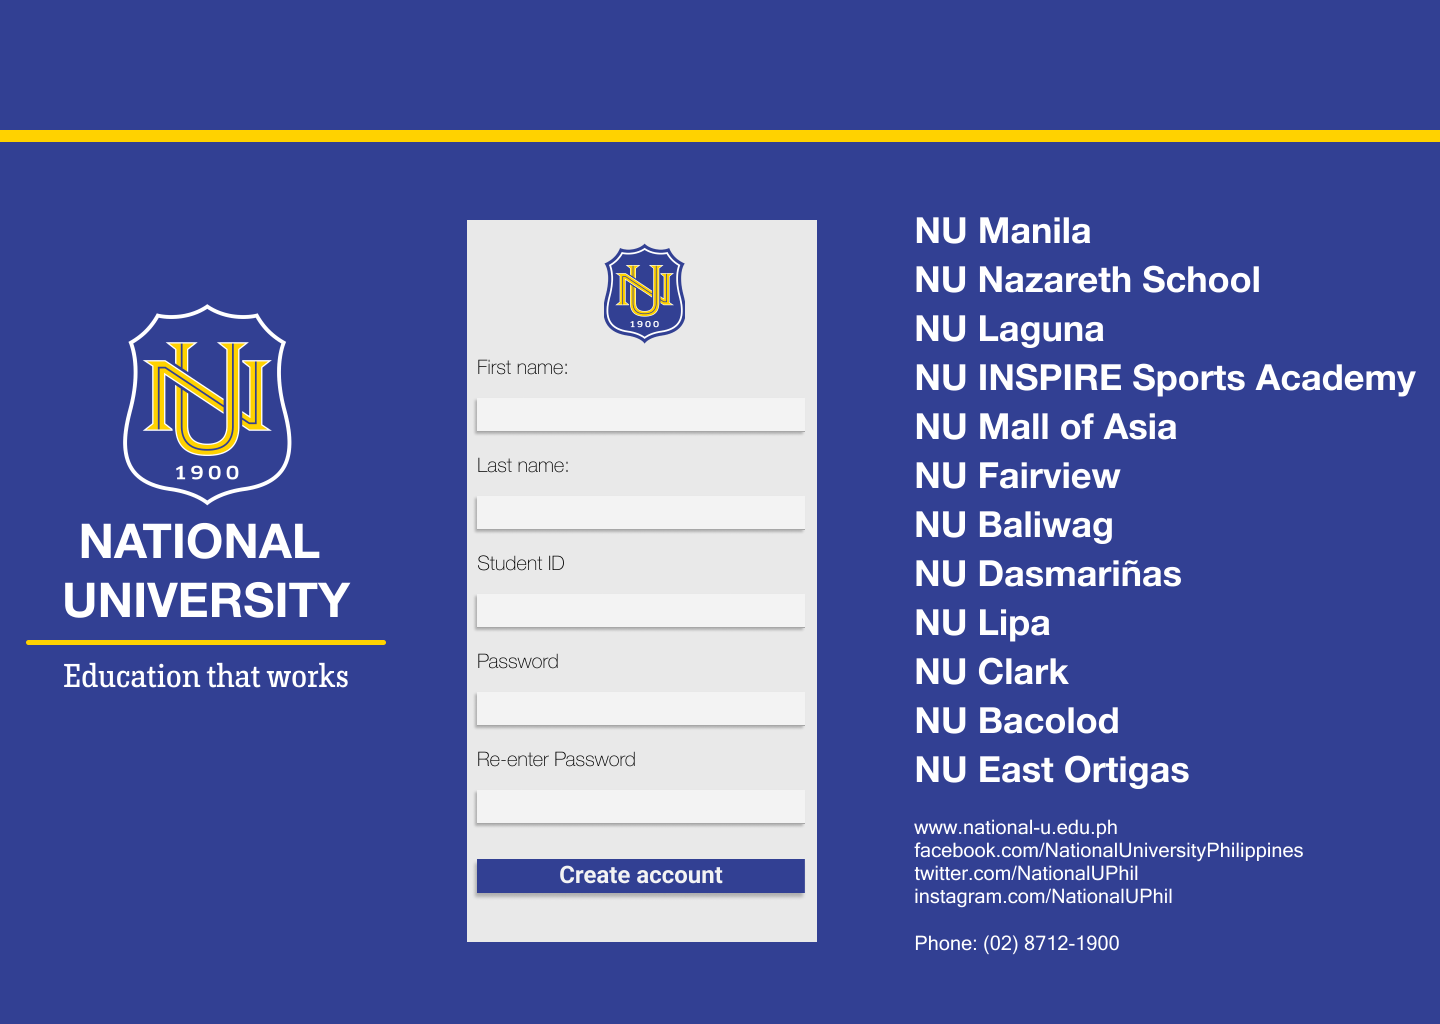 NU
1900
NATIONAL
UNIVERSITY
Education that works
NU
1900
First name:
Last name:
Student ID
Password
Re-enter Password
Create account
NU Manila
NU Nazareth School
NU Laguna
NU INSPIRE Sports Academy
NU Mall of Asia
NU Fairview
NU Baliwag
NU Dasmariñas
NU Lipa
NU Clark
NU Bacolod
NU East Ortigas
www.national-u.edu.ph
facebook.com/NationalUniversityPhilippines
twitter.com/NationalUPhil
instagram.com/NationalUPhil
Phone: (02) 8712-1900